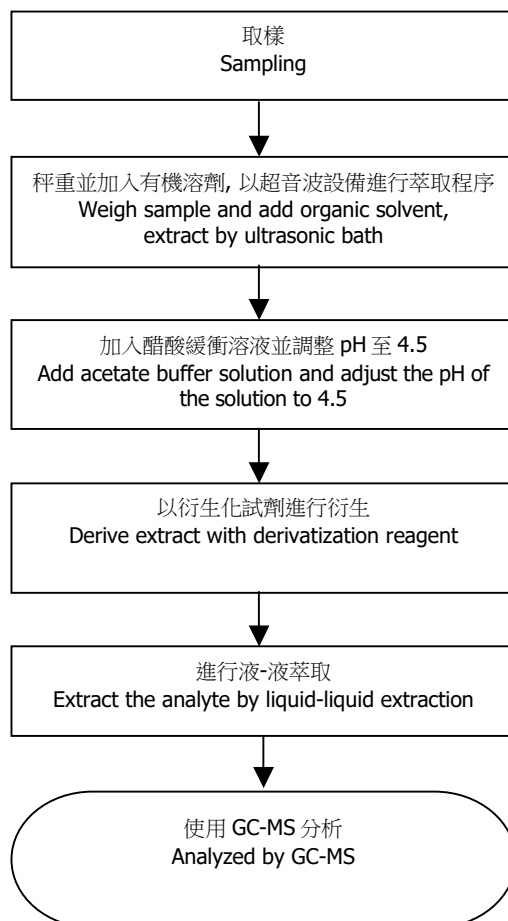 取樣
Sampling
秤重並加入有機溶劑, 以超音波設備進行萃取程序
Weigh sample and add organic solvent,
extract by ultrasonic bath
加入醋酸緩衝溶液並調整 pH 至 4.5
Add acetate buffer solution and adjust the pH of
the solution to 4.5
以衍生化試劑進行衍生
Derive extract with derivatization reagent
進行液-液萃取
Extract the analyte by liquid-liquid extraction
使用 GC-MS 分析
Analyzed by GC-MS